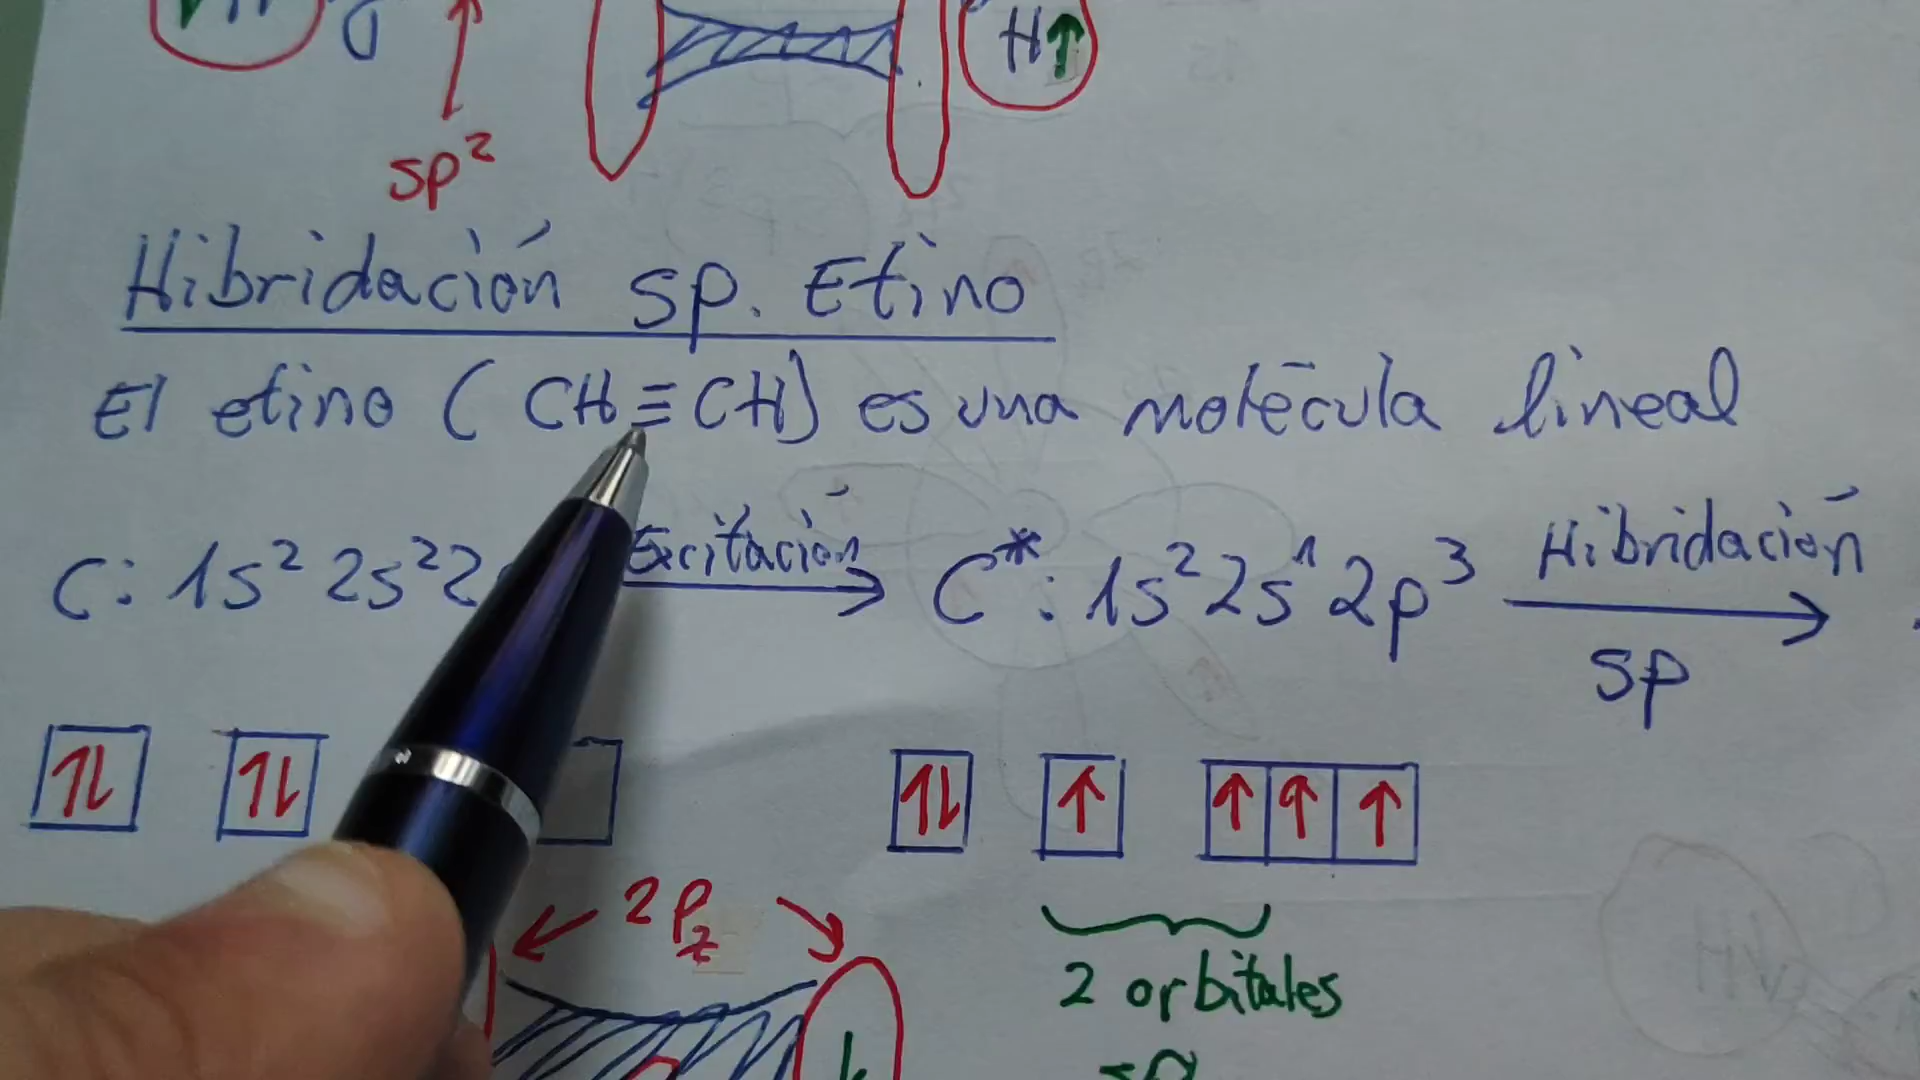 H↑
sp²
Hibridación sp. Etino
El etino (CH≡CH) es una molécula lineal
C: 1s² 2s² 2 Excitación → C*: 1s² 2s¹ 2p³ Hibridación →
sp
↑↓ ↑↓ ↑↓ ↑ ↑ ↑ ↑
2pz
2 orbitales
sp